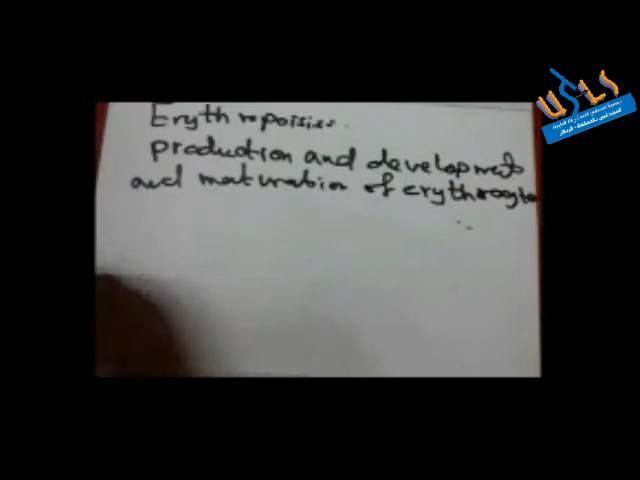 Erythropoisis.
production and development
and maturation of erythrocyte